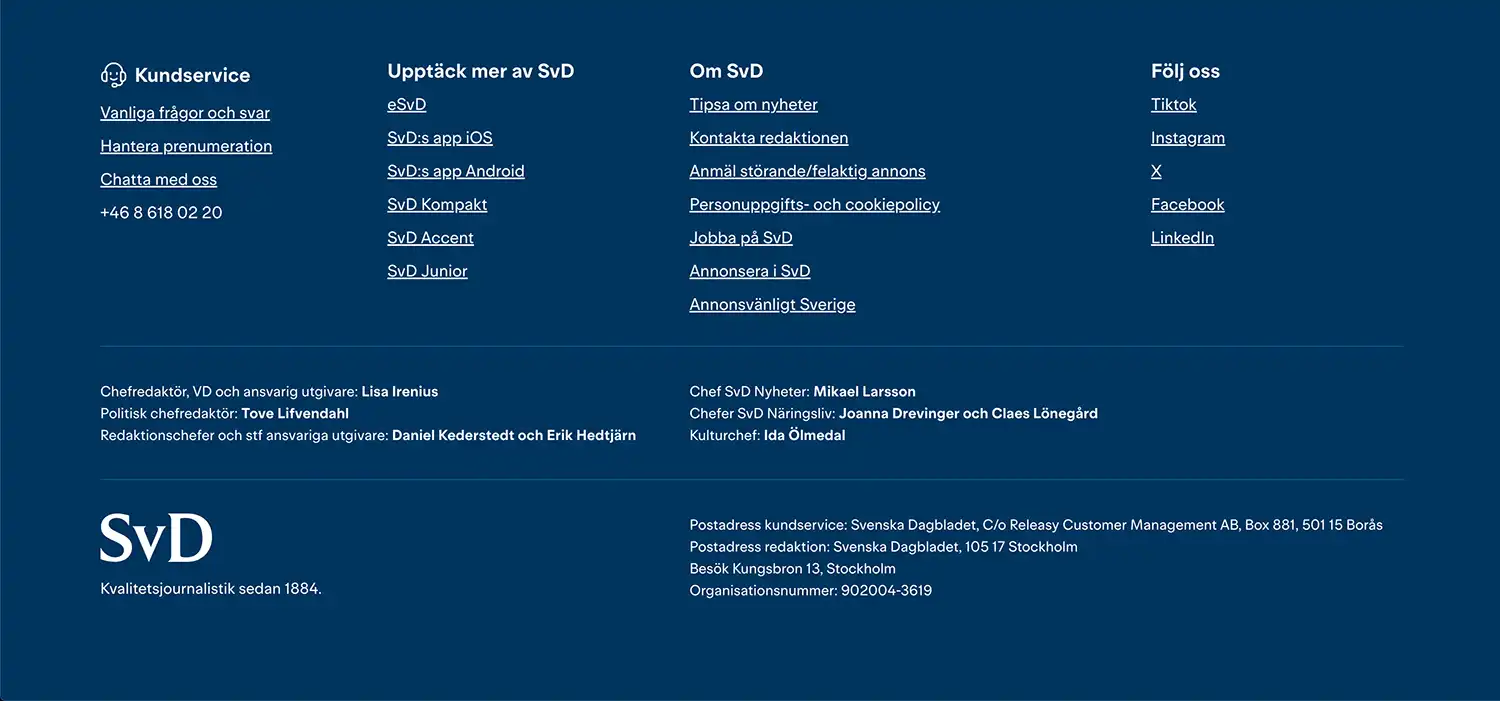 Kundservice
Vanliga frågor och svar
Hantera prenumeration
Chatta med oss
+46 8 618 02 20
Upptäck mer av SvD
eSvD
SvD:s app iOS
SvD:s app Android
SvD Kompakt
SvD Accent
SvD Junior
Om SvD
Tipsa om nyheter
Kontakta redaktionen
Anmäl störande/felaktig annons
Personuppgifts- och cookiepolicy
Jobba på SvD
Annonsera i SvD
Annonsvänligt Sverige
Följ oss
Tiktok
Instagram
X
Facebook
LinkedIn
Chefredaktör, VD och ansvarig utgivare: Lisa Irenius
Politisk chefredaktör: Tove Lifvendahl
Redaktionschefer och stf ansvariga utgivare: Daniel Kederstedt och Erik Hedtjärn
Chef SvD Nyheter: Mikael Larsson
Chefer SvD Näringsliv: Joanna Drevinger och Claes Lönegård
Kulturchef: Ida Ölmedal
SvD
Kvalitetsjournalistik sedan 1884.
Postadress kundservice: Svenska Dagbladet, C/o Releasy Customer Management AB, Box 881, 501 15 Borås
Postadress redaktion: Svenska Dagbladet, 105 17 Stockholm
Besök Kungsbron 13, Stockholm
Organisationsnummer: 902004-3619